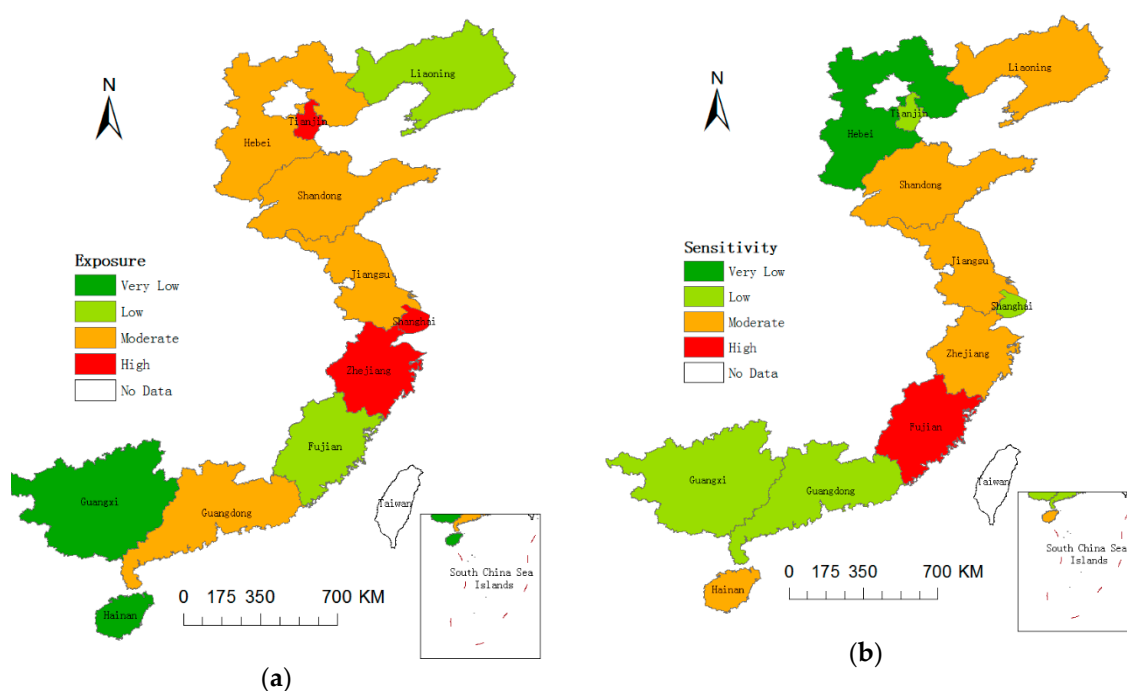 N
Liaoning
Tianjin
Hebei
Shandong
Jiangsu
Shanghai
Zhejiang
Fujian
Guangxi
Guangdong
Taiwan
Hainan
Exposure
Very Low
Low
Moderate
High
No Data
0 175 350 700 KM
South China Sea
Islands
(a)
N
Liaoning
Tianjin
Hebei
Shandong
Jiangsu
Shanghai
Zhejiang
Fujian
Guangxi
Guangdong
Taiwan
Hainan
Sensitivity
Very Low
Low
Moderate
High
No Data
0 175 350 700 KM
South China Sea
Islands
(b)